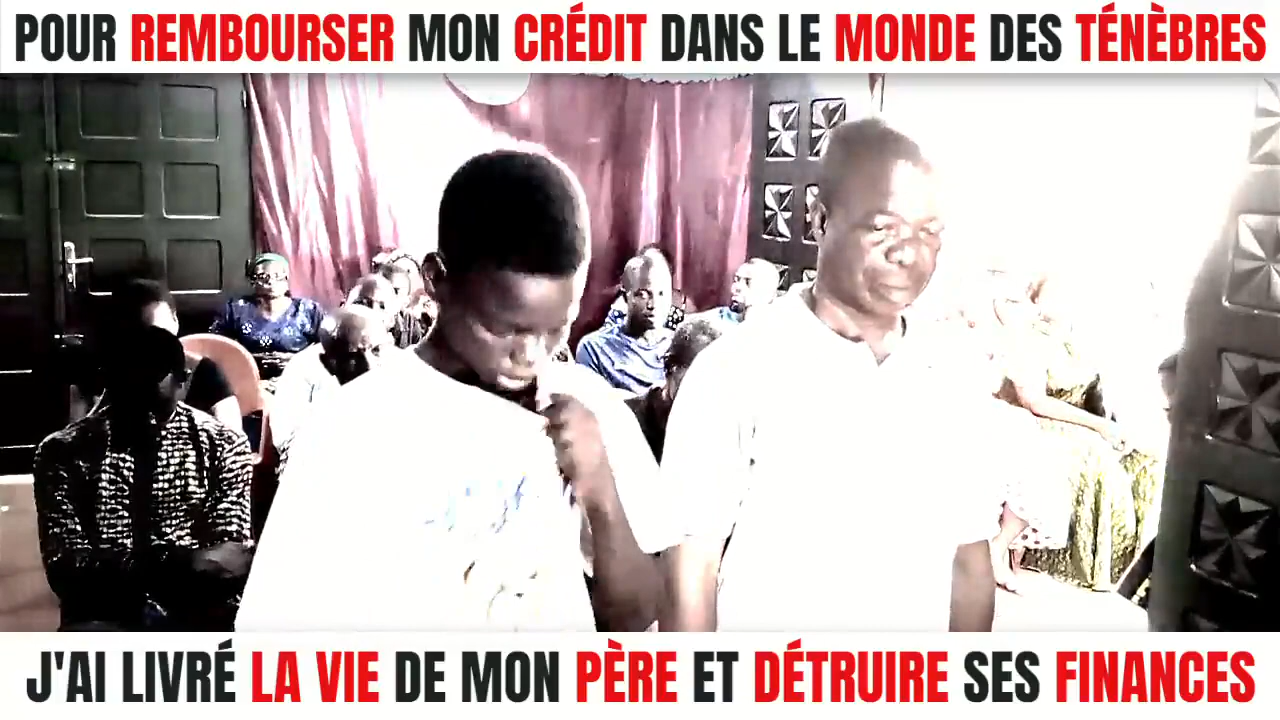 POUR REMBOURSER MON CRÉDIT DANS LE MONDE DES TÉNÈBRES
J'AI LIVRÉ LA VIE DE MON PÈRE ET DÉTRUIRE SES FINANCES